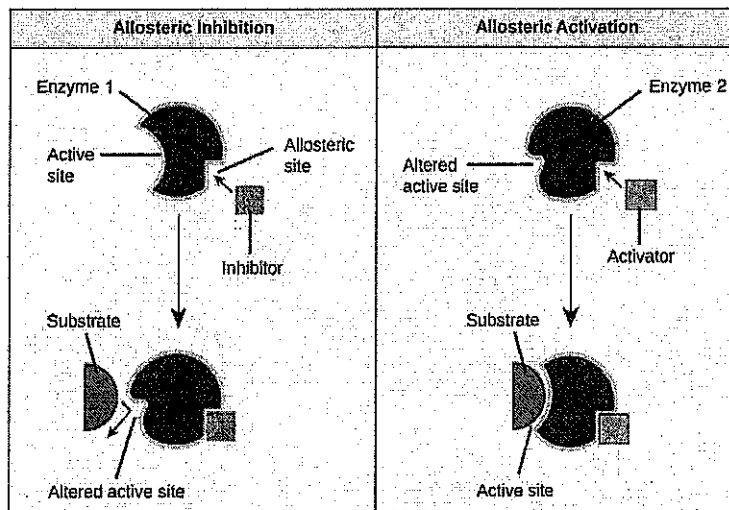 Allosteric Inhibition
Enzyme 1
Active
site
Allosteric
site
Inhibitor
Substrate
Altered active site
Allosteric Activation
Enzyme 2
Altered
active site
Activator
Substrate
Active site